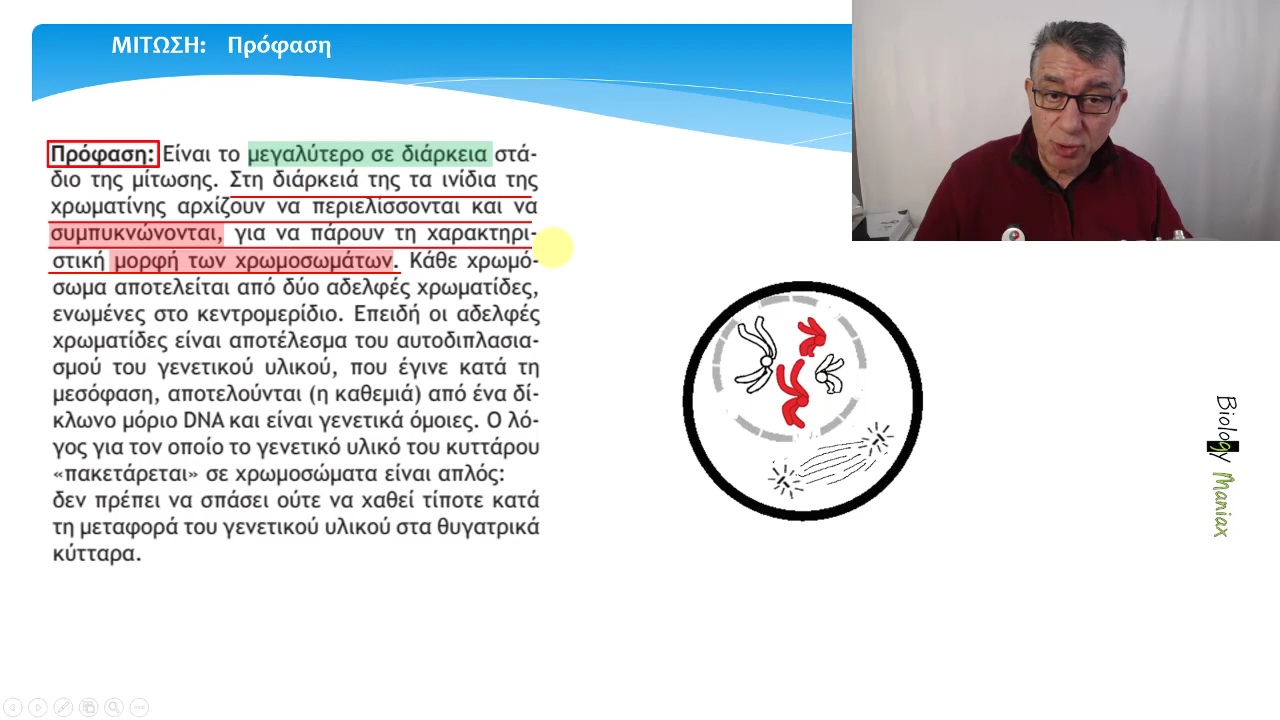 ΜΙΤΩΣΗ: Πρόφαση
Πρόφαση: Είναι το μεγαλύτερο σε διάρκεια στά-
διο της μίτωσης. Στη διάρκειά της τα ινίδια της
χρωματίνης αρχίζουν να περιελίσσονται και να
συμπυκνώνονται, για να πάρουν τη χαρακτηρι-
στική μορφή των χρωμοσωμάτων. Κάθε χρωμό-
σωμα αποτελείται από δύο αδελφές χρωματίδες,
ενωμένες στο κεντρομερίδιο. Επειδή οι αδελφές
χρωματίδες είναι αποτέλεσμα του αυτοδιπλασια-
σμού του γενετικού υλικού, που έγινε κατά τη
μεσόφαση, αποτελούνται (η καθεμιά) από ένα δί-
κλωνο μόριο DNA και είναι γενετικά όμοιες. Ο λό-
γος για τον οποίο το γενετικό υλικό του κυττάρου
«πακετάρεται» σε χρωμοσώματα είναι απλός:
δεν πρέπει να σπάσει ούτε να χαθεί τίποτε κατά
τη μεταφορά του γενετικού υλικού στα θυγατρικά
κύτταρα.
Biology Maniax